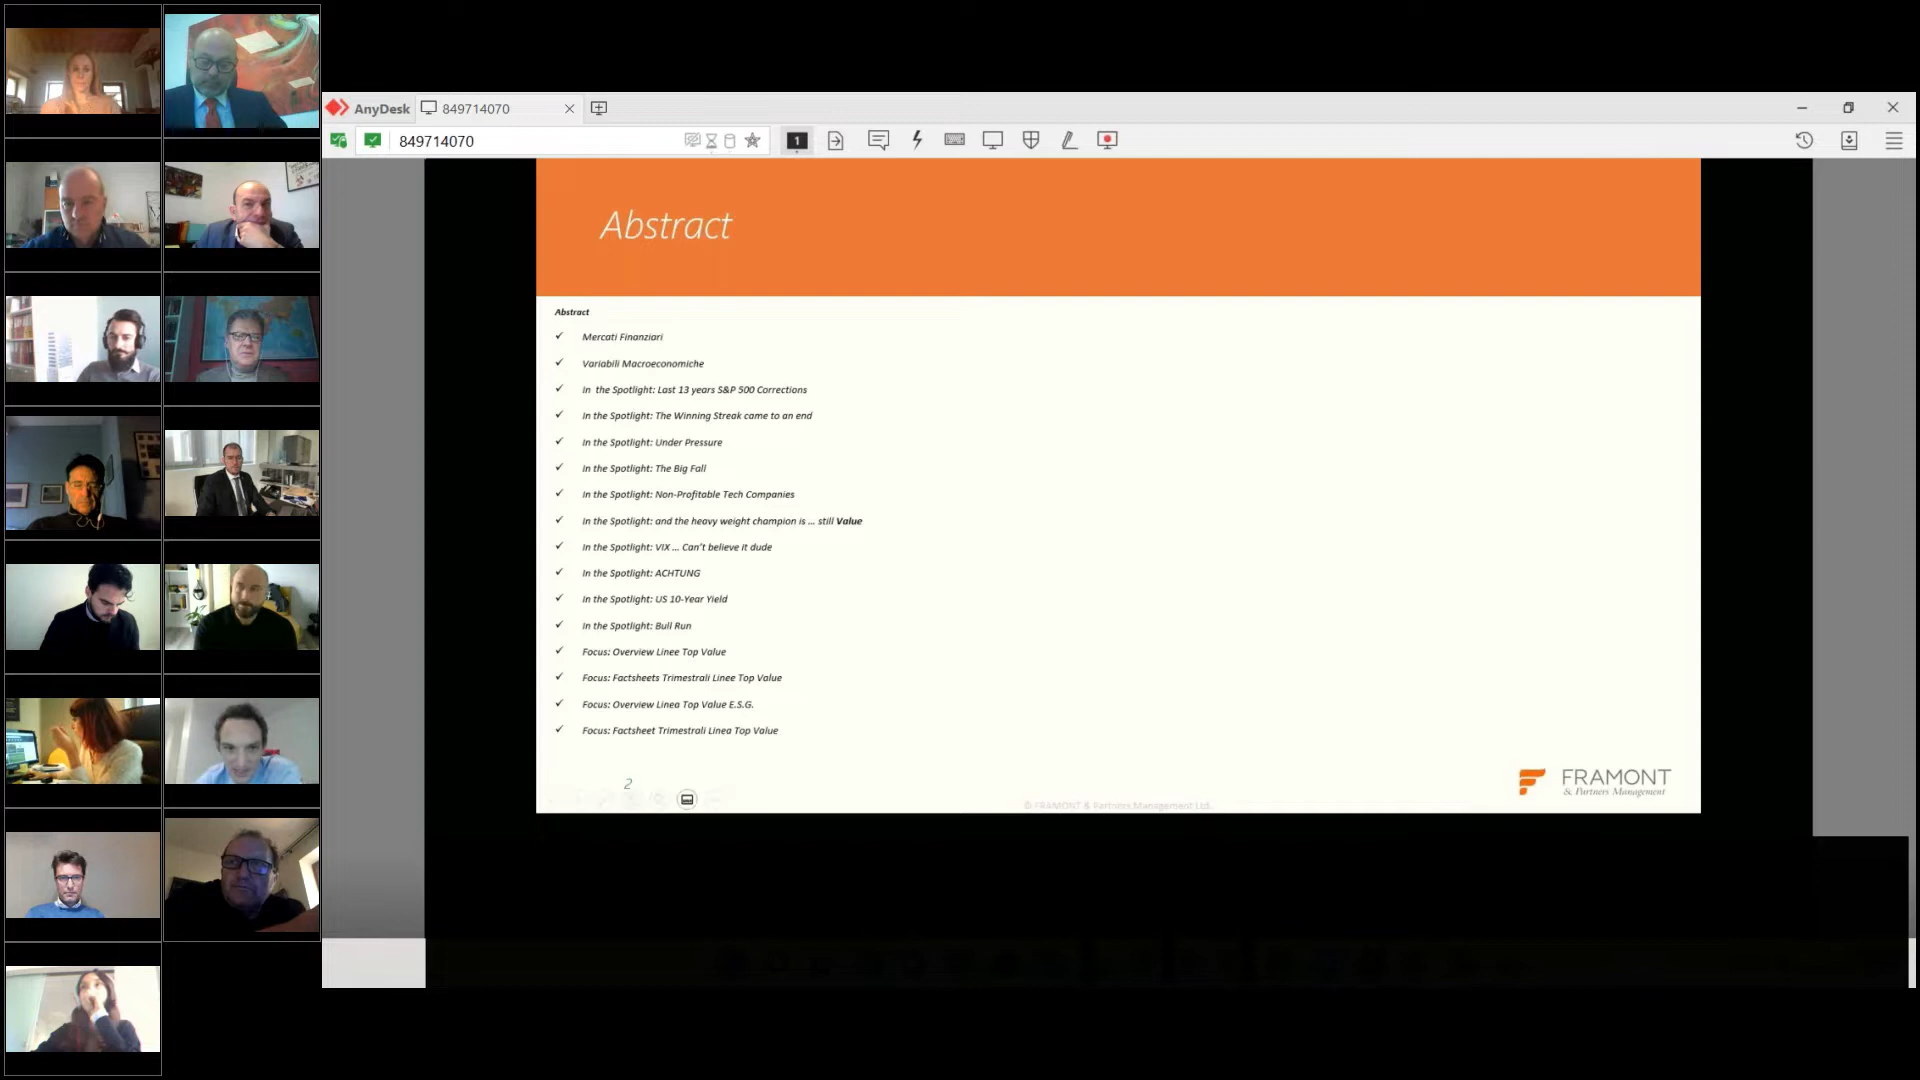 AnyDesk
849714070
849714070
1
Abstract
Abstract
✓ Mercati Finanziari
✓ Variabili Macroeconomiche
✓ In the Spotlight: Last 13 years S&P 500 Corrections
✓ In the Spotlight: The Winning Streak came to an end
✓ In the Spotlight: Under Pressure
✓ In the Spotlight: The Big Fall
✓ In the Spotlight: Non-Profitable Tech Companies
✓ In the Spotlight: and the heavy weight champion is ... still Value
✓ In the Spotlight: VIX ... Can't believe it dude
✓ In the Spotlight: ACHTUNG
✓ In the Spotlight: US 10-Year Yield
✓ In the Spotlight: Bull Run
✓ Focus: Overview Linee Top Value
✓ Focus: Factsheets Trimestrali Linee Top Value
✓ Focus: Overview Linea Top Value E.S.G.
✓ Focus: Factsheet Trimestrali Linea Top Value
2
FRAMONT
& Partners Management
© FRAMONT & Partners Management Ltd.